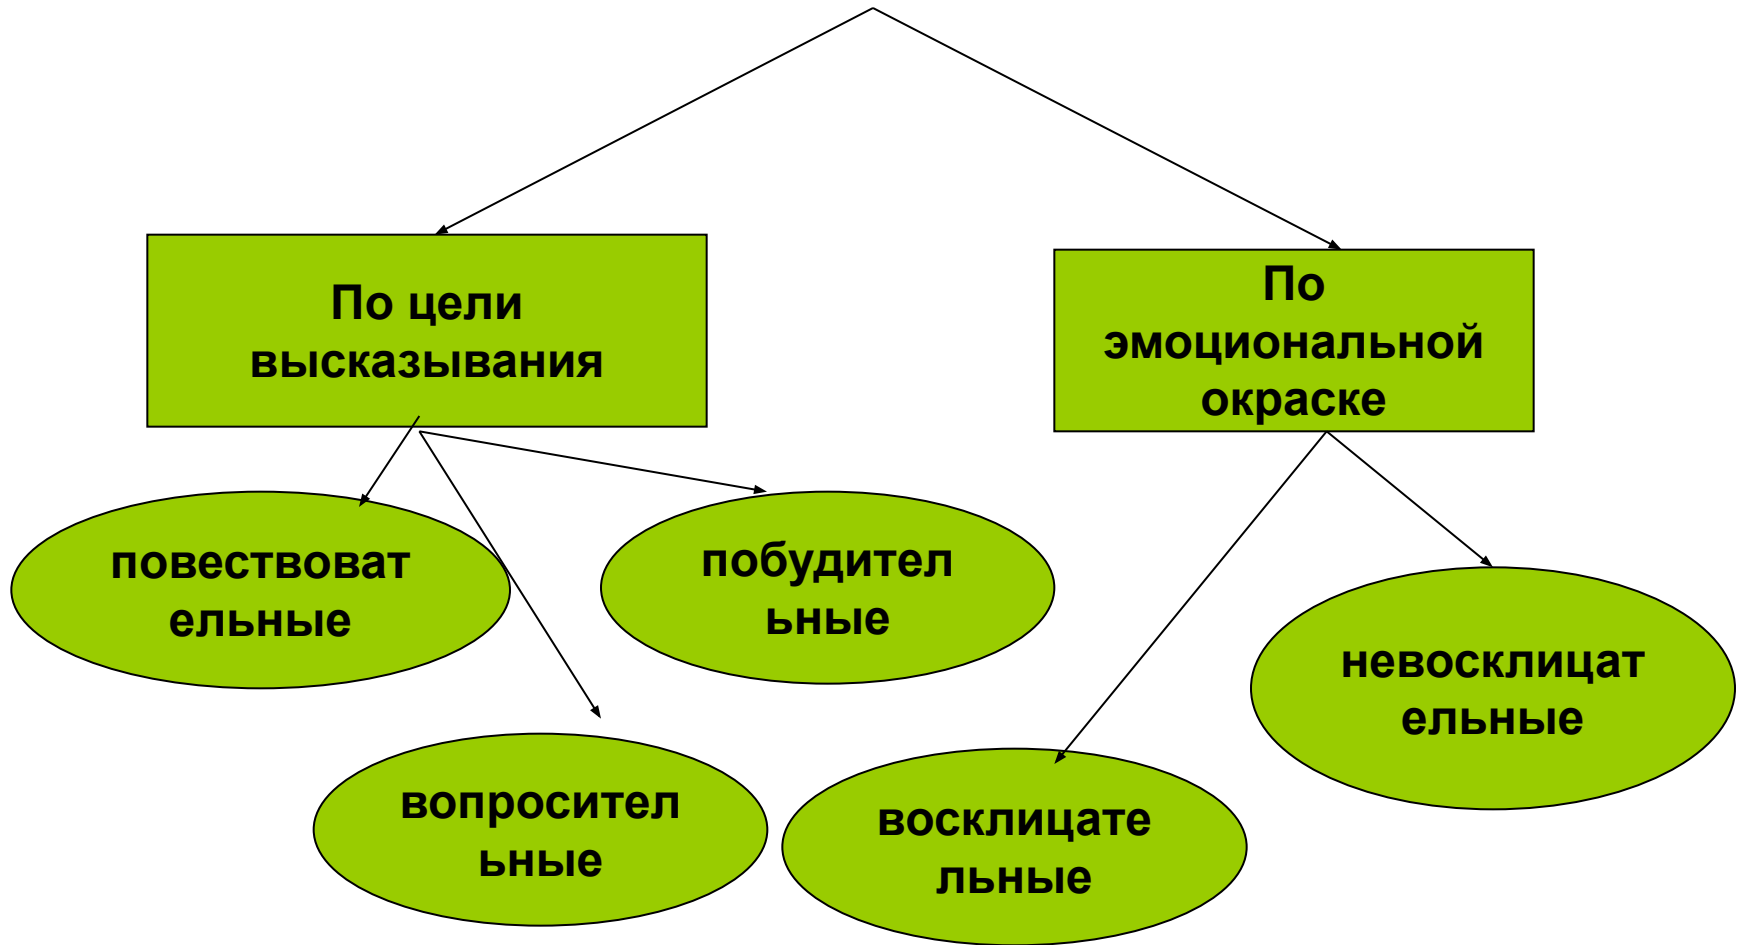 По цели
высказывания
По
эмоциональной
окраске
повествоват
ельные
побудител
ьные
невосклицат
ельные
вопросител
ьные
восклицате
льные